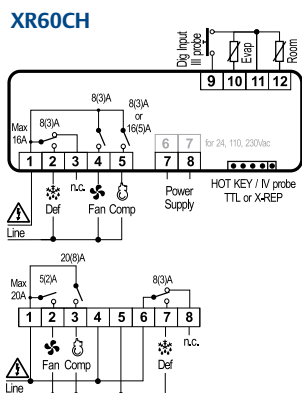 XR60CH
Dig Input
III probe
Evap
Room
9 10 11 12
8(3)A
8(3)A
or
16(5)A
8(3)A
Max
16A
6 7 for 24, 110, 230Vac
1 2 3 4 5 7 8
n.c.
Def Fan Comp
Power
Supply
HOT KEY / IV probe
TTL or X-REP
Line
20(8)A
5(2)A
8(3)A
Max
20A
1 2 3 4 5 6 7 8
n.c.
Fan Comp Def
Line